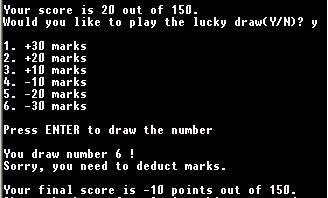 Your score is 20 out of 150.
Would you like to play the lucky draw(Y/N)? y
1. +30 marks
2. +20 marks
3. +10 marks
4. -10 marks
5. -20 marks
6. -30 marks
Press ENTER to draw the number
You draw number 6 !
Sorry, you need to deduct marks.
Your final score is -10 points out of 150.